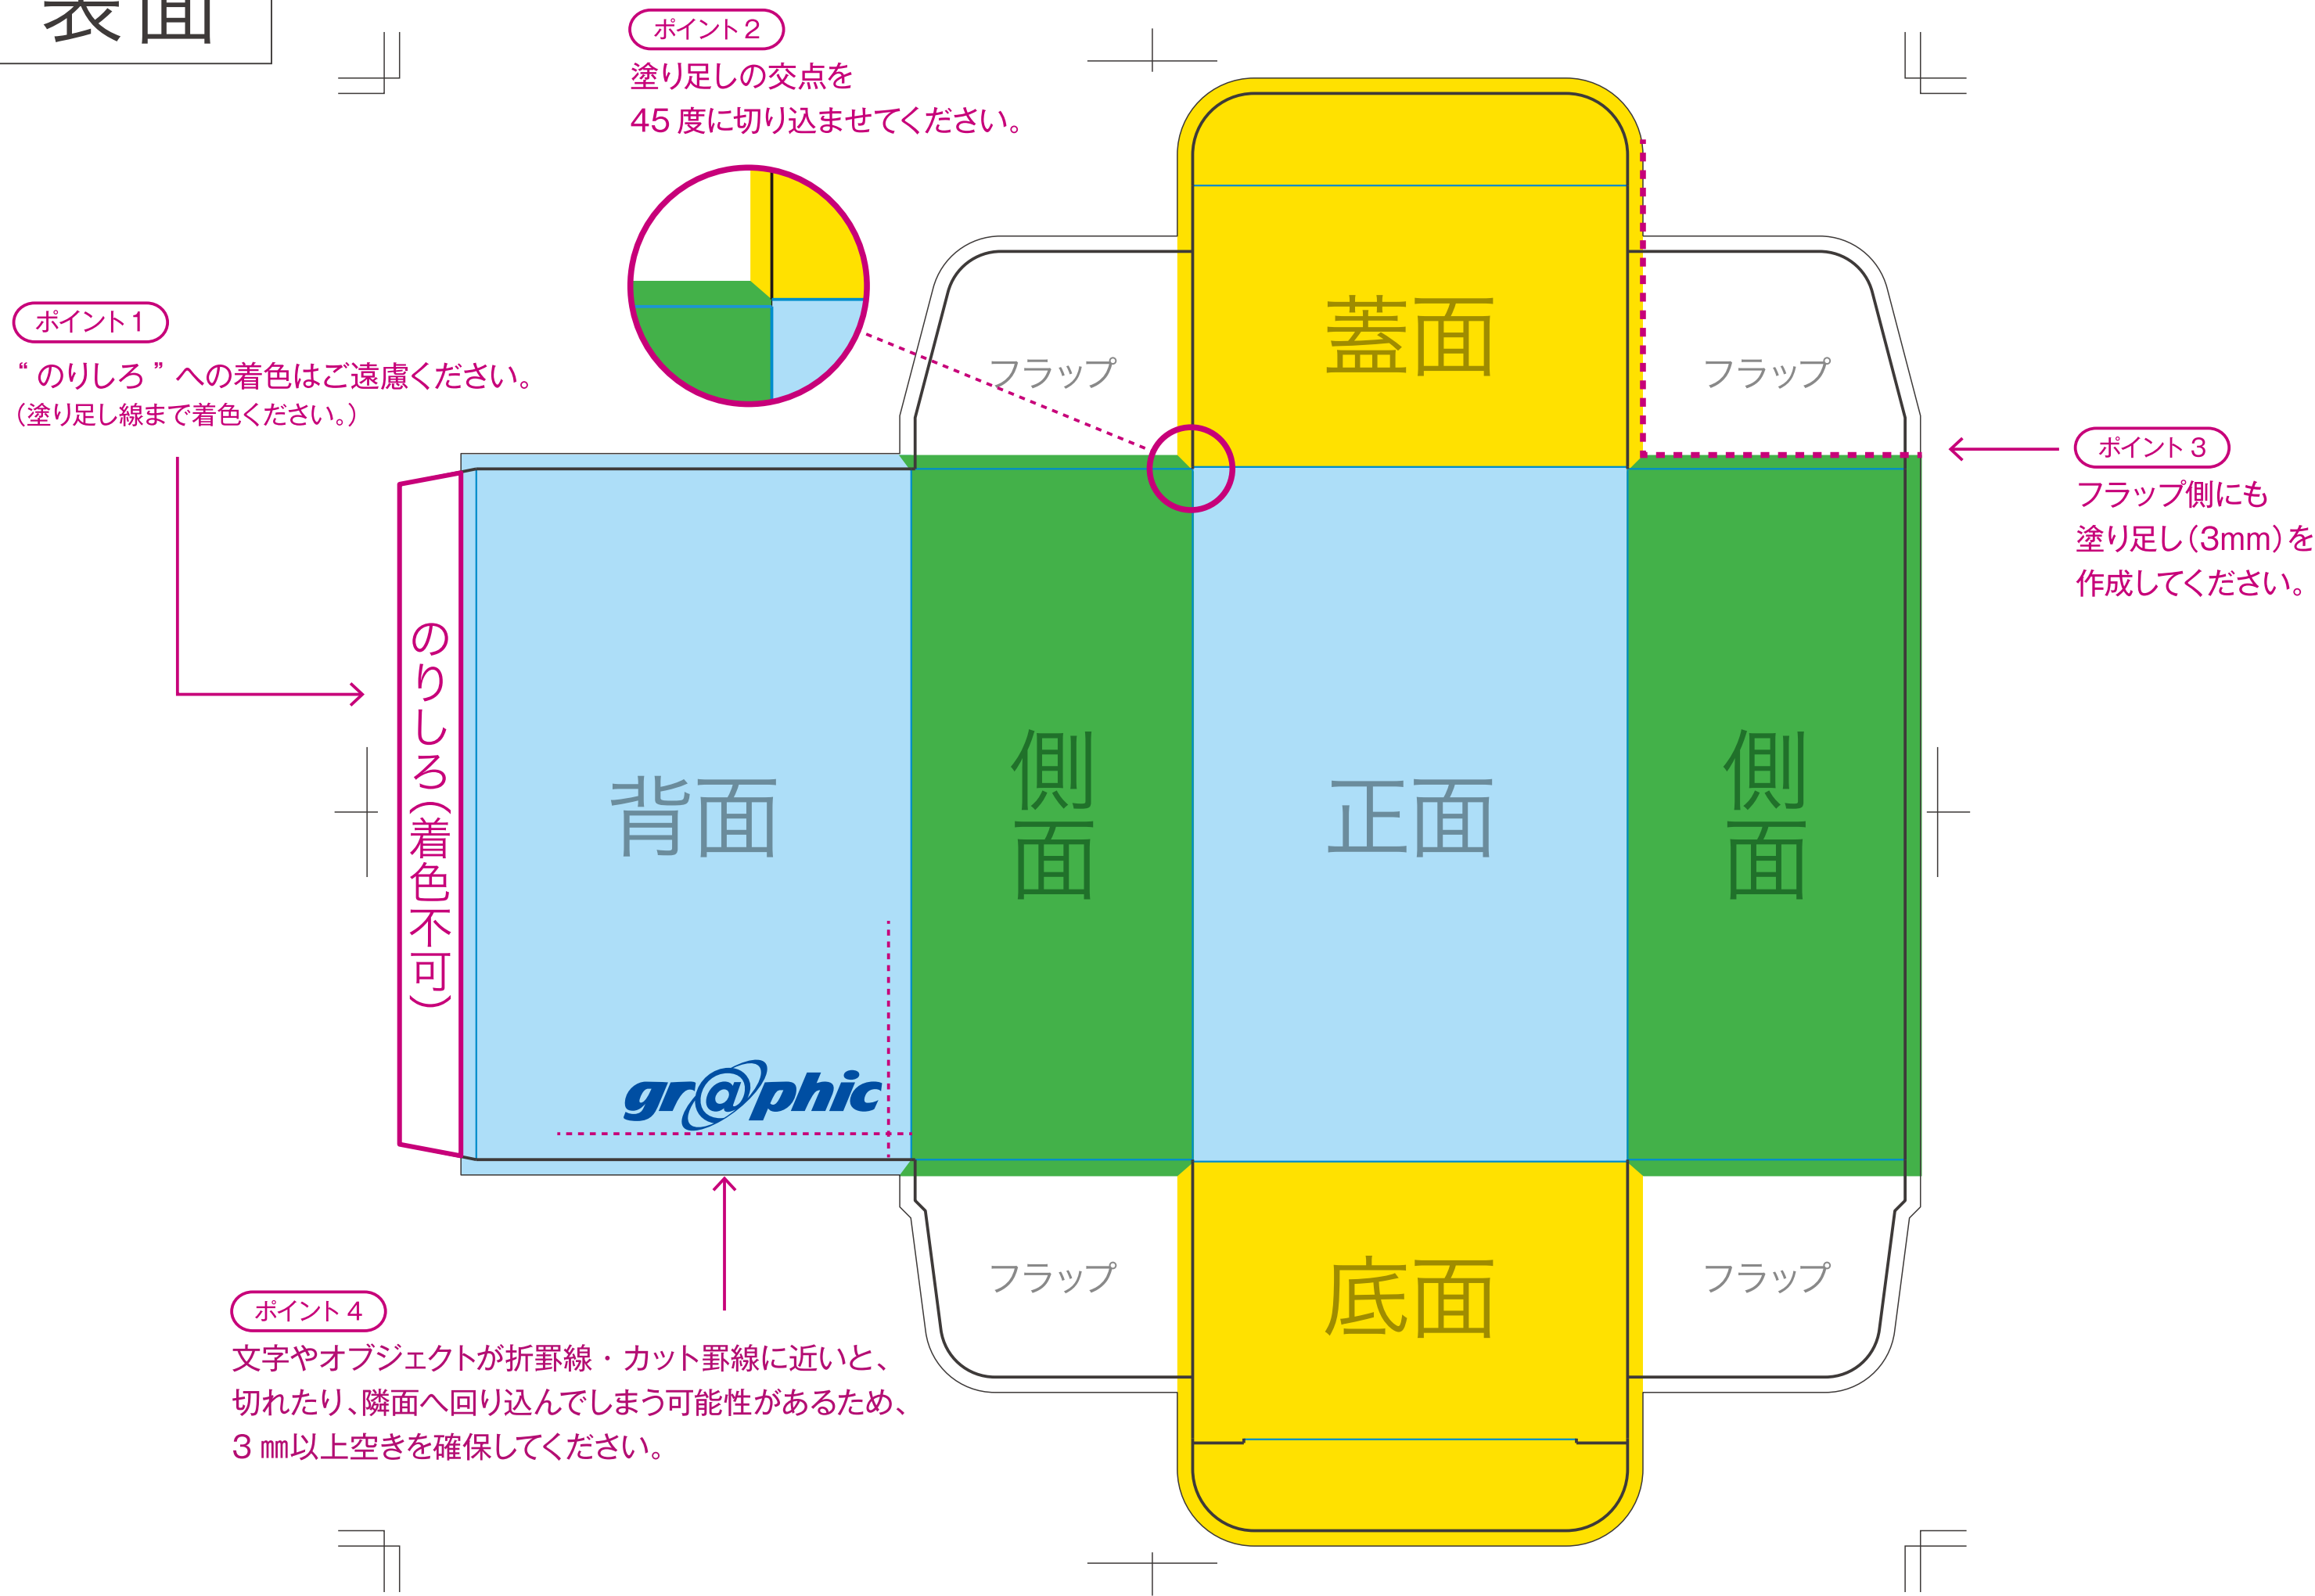 表面
ポイント2
塗り足しの交点を
45度に切り込ませてください。
ポイント1
“のりしろ”への着色はご遠慮ください。
（塗り足し線まで着色ください。）
蓋面
フラップ
フラップ
ポイント3
フラップ側にも
塗り足し（3mm）を
作成してください。
のりしろ（着色不可）
背面
側面
正面
側面
gr@phic
フラップ
底面
フラップ
ポイント4
文字やオブジェクトが折罫線・カット罫線に近いと、
切れたり、隣面へ回り込んでしまう可能性があるため、
3㎜以上空きを確保してください。